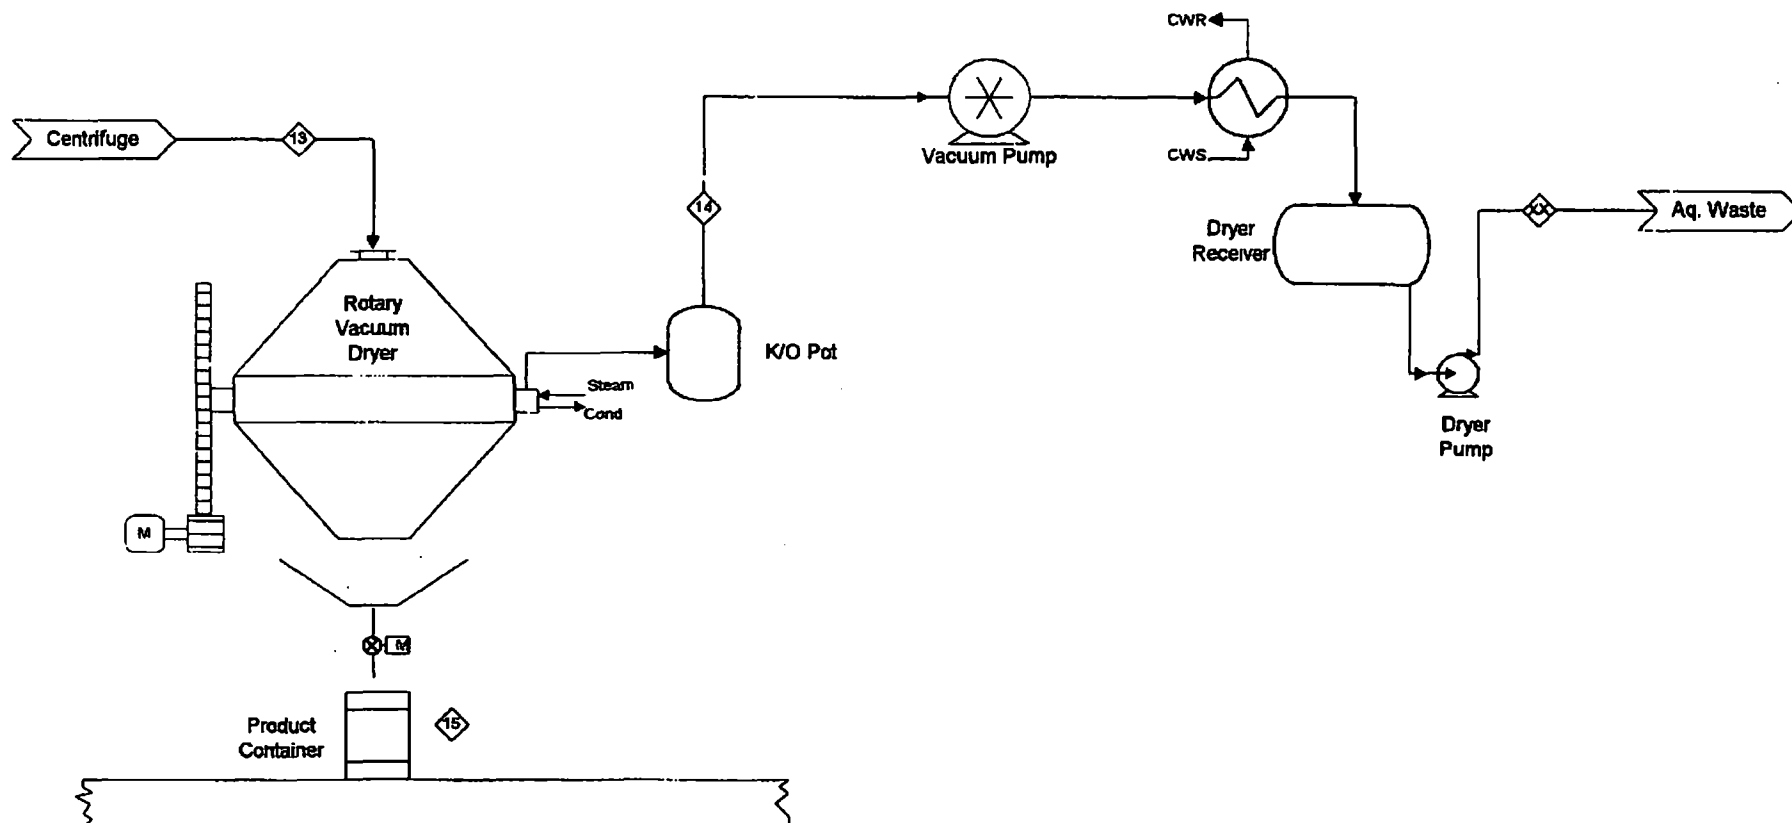 CWR
Centrifuge
13
CWS
Vacuum Pump
14
Aq. Waste
Dryer
Receiver
Rotary
Vacuum
Dryer
K/O Pot
Steam
Cond
Dryer
Pump
M
M
15
Product
Container